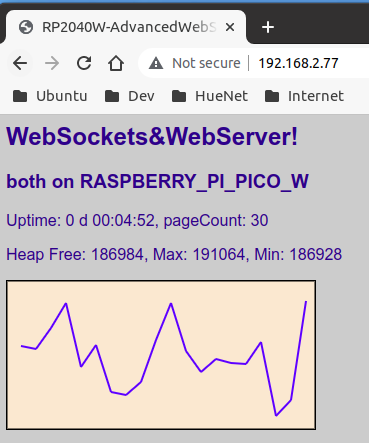 RP2040W-AdvancedWebS
Not secure | 192.168.2.77
Ubuntu Dev HueNet Internet
WebSockets&WebServer!
both on RASPBERRY_PI_PICO_W
Uptime: 0 d 00:04:52, pageCount: 30
Heap Free: 186984, Max: 191064, Min: 186928